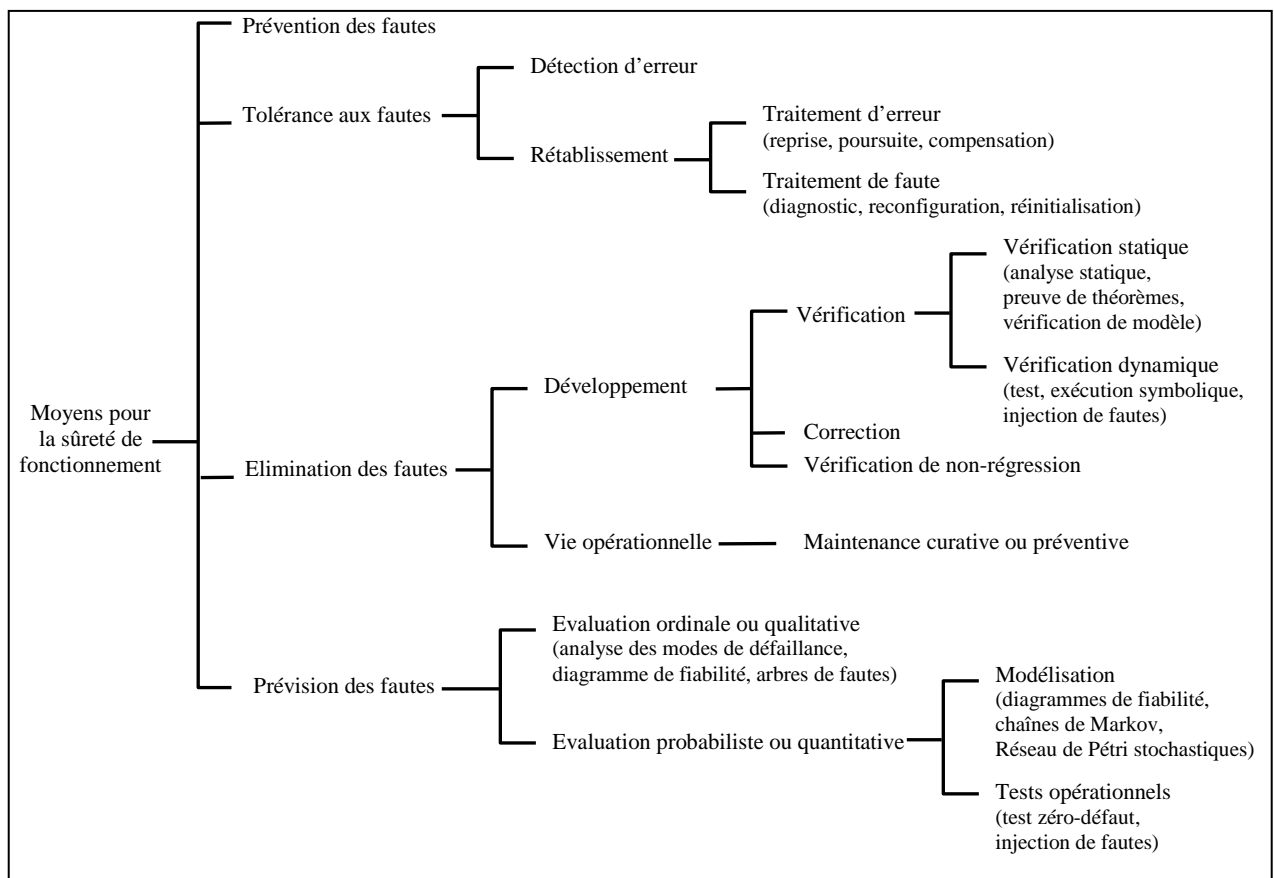 Prévention des fautes
Détection d'erreur
Tolérance aux fautes
Rétablissement
Traitement d'erreur
(reprise, poursuite, compensation)
Traitement de faute
(diagnostic, reconfiguration, réinitialisation)
Moyens pour
la sûreté de
fonctionnement
Elimination des fautes
Développement
Vérification
Vérification statique
(analyse statique,
preuve de théorèmes,
vérification de modèle)
Vérification dynamique
(test, exécution symbolique,
injection de fautes)
Correction
Vérification de non-régression
Vie opérationnelle
Maintenance curative ou préventive
Prévision des fautes
Evaluation ordinale ou qualitative
(analyse des modes de défaillance,
diagramme de fiabilité, arbres de fautes)
Evaluation probabiliste ou quantitative
Modélisation
(diagrammes de fiabilité,
chaînes de Markov,
Réseau de Pétri stochastiques)
Tests opérationnels
(test zéro-défaut,
injection de fautes)